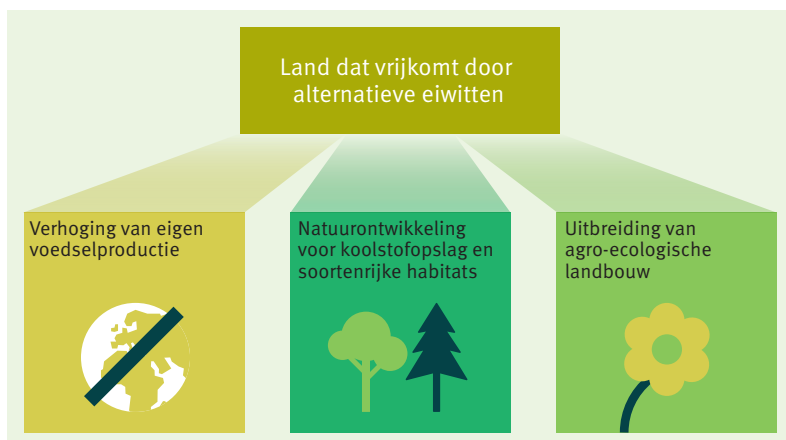 Land dat vrijkomt door
alternatieve eiwitten
Verhoging van eigen
voedselproductie
Natuurontwikkeling
voor koolstofopslag en
soortenrijke habitats
Uitbreiding van
agro-ecologische
landbouw